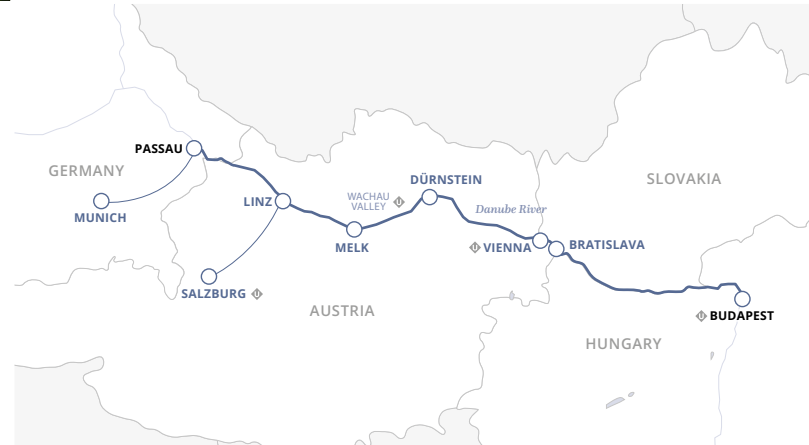 PASSAU
GERMANY
MUNICH
LINZ
SALZBURG
DÜRNSTEIN
WACHAU
VALLEY
MELK
Danube River
VIENNA
BRATISLAVA
SLOVAKIA
AUSTRIA
HUNGARY
BUDAPEST